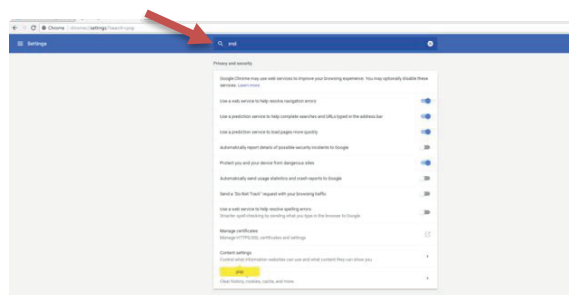 Chrome | chrome://settings/?search=pop
Settings
pop
Privacy and security
Google Chrome may use web services to improve your browsing experience. You may optionally disable these
services. Learn more
Use a web service to help resolve navigation errors
Use a prediction service to help complete searches and URLs typed in the address bar
Use a prediction service to load pages more quickly
Automatically report details of possible security incidents to Google
Protect you and your device from dangerous sites
Automatically send usage statistics and crash reports to Google
Send a "Do Not Track" request with your browsing traffic
Use a web service to help resolve spelling errors
Smarter spell-checking by sending what you type in the browser to Google
Manage certificates
Manage HTTPS/SSL certificates and settings
Content settings
Control what information websites can use and what content they can show you
pop
Clear history, cookies, cache, and more